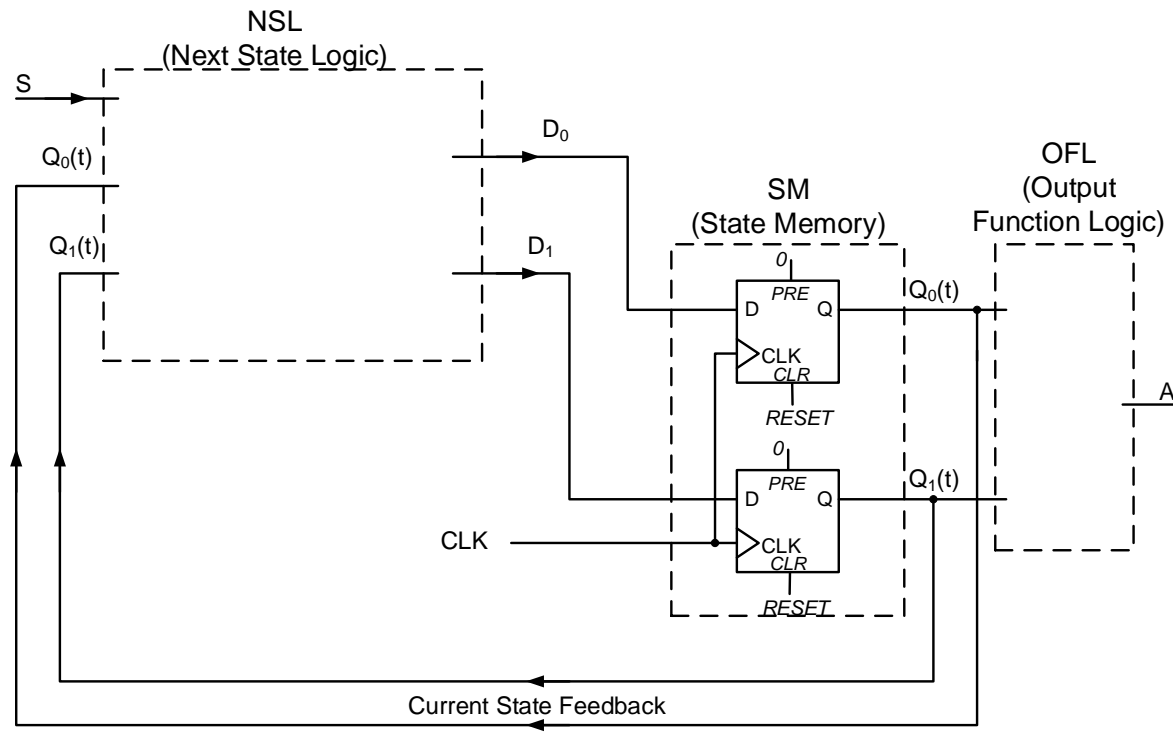 NSL
(Next State Logic)
S
Q₀(t)
Q₁(t)
D₀
D₁
SM
(State Memory)
OFL
(Output
Function Logic)
0
PRE
D
Q
CLK
CLR
RESET
Q₀(t)
A
0
PRE
D
Q
CLK
CLR
RESET
Q₁(t)
CLK
Current State Feedback